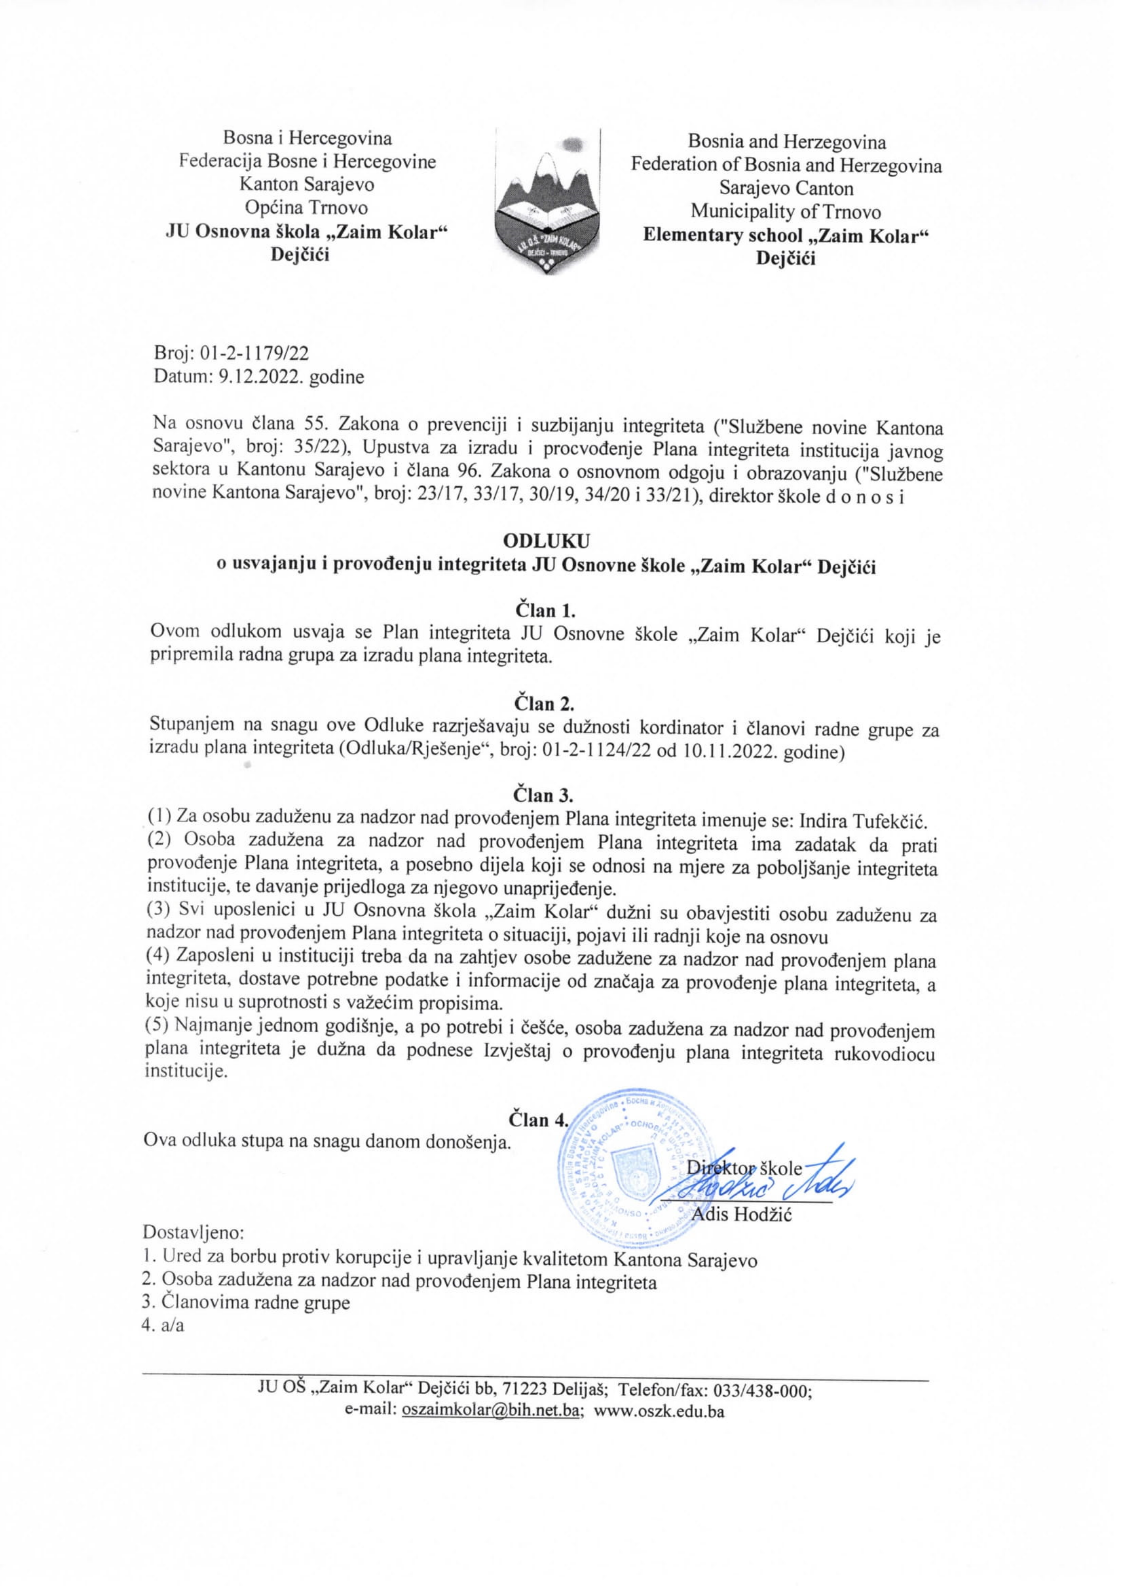 Bosna i Hercegovina
Federacija Bosne i Hercegovine
Kanton Sarajevo
Općina Trnovo
JU Osnovna škola „Zaim Kolar“
Dejčići
J.U.O.Š. "ZAIM KOLAR"
DEJČIĆI - TRNOVO
Bosnia and Herzegovina
Federation of Bosnia and Herzegovina
Sarajevo Canton
Municipality of Trnovo
Elementary school „Zaim Kolar“
Dejčići
Broj: 01-2-1179/22
Datum: 9.12.2022. godine
Na osnovu člana 55. Zakona o prevenciji i suzbijanju integriteta ("Službene novine Kantona
Sarajevo", broj: 35/22), Upustva za izradu i procvođenje Plana integriteta institucija javnog
sektora u Kantonu Sarajevo i člana 96. Zakona o osnovnom odgoju i obrazovanju ("Službene
novine Kantona Sarajevo", broj: 23/17, 33/17, 30/19, 34/20 i 33/21), direktor škole d o n o s i
ODLUKU
o usvajanju i provođenju integriteta JU Osnovne škole „Zaim Kolar“ Dejčići
Član 1.
Ovom odlukom usvaja se Plan integriteta JU Osnovne škole „Zaim Kolar“ Dejčići koji je
pripremila radna grupa za izradu plana integriteta.
Član 2.
Stupanjem na snagu ove Odluke razrješavaju se dužnosti kordinator i članovi radne grupe za
izradu plana integriteta (Odluka/Rješenje“, broj: 01-2-1124/22 od 10.11.2022. godine)
Član 3.
(1) Za osobu zaduženu za nadzor nad provođenjem Plana integriteta imenuje se: Indira Tufekčić.
(2) Osoba zadužena za nadzor nad provođenjem Plana integriteta ima zadatak da prati
provođenje Plana integriteta, a posebno dijela koji se odnosi na mjere za poboljšanje integriteta
institucije, te davanje prijedloga za njegovo unaprijeđenje.
(3) Svi uposlenici u JU Osnovna škola „Zaim Kolar“ dužni su obavjestiti osobu zaduženu za
nadzor nad provođenjem Plana integriteta o situaciji, pojavi ili radnji koje na osnovu
(4) Zaposleni u instituciji treba da na zahtjev osobe zadužene za nadzor nad provođenjem plana
integriteta, dostave potrebne podatke i informacije od značaja za provođenje plana integriteta, a
koje nisu u suprotnosti s važećim propisima.
(5) Najmanje jednom godišnje, a po potrebi i češće, osoba zadužena za nadzor nad provođenjem
plana integriteta je dužna da podnese Izvještaj o provođenju plana integriteta rukovodiocu
institucije.
Član 4.
Ova odluka stupa na snagu danom donošenja.
Direktor škole
Hodžić Adis
Adis Hodžić
Dostavljeno:
1. Ured za borbu protiv korupcije i upravljanje kvalitetom Kantona Sarajevo
2. Osoba zadužena za nadzor nad provođenjem Plana integriteta
3. Članovima radne grupe
4. a/a
JU OŠ „Zaim Kolar“ Dejčići bb, 71223 Delijaš; Telefon/fax: 033/438-000;
e-mail: oszaimkolar@bih.net.ba; www.oszk.edu.ba